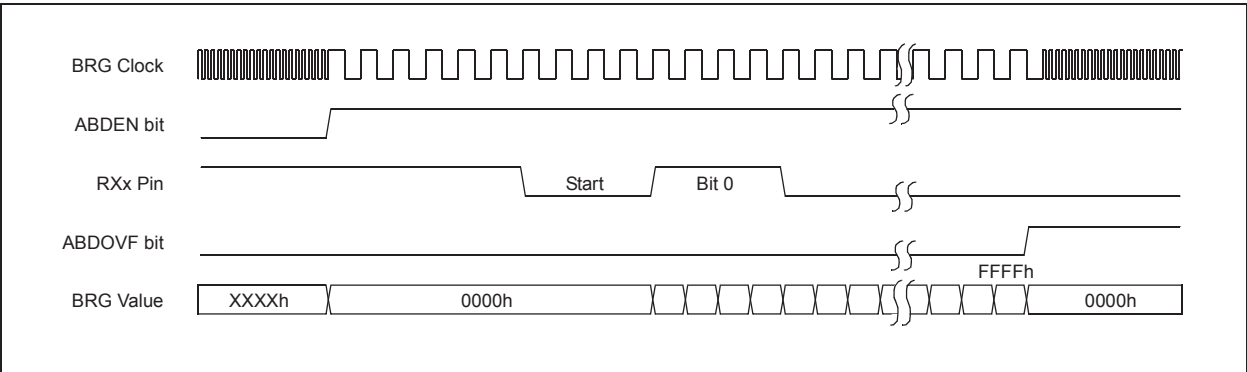 BRG Clock
ABDEN bit
RXx Pin
Start
Bit 0
ABDOVF bit
FFFFh
BRG Value
XXXXh
0000h
0000h